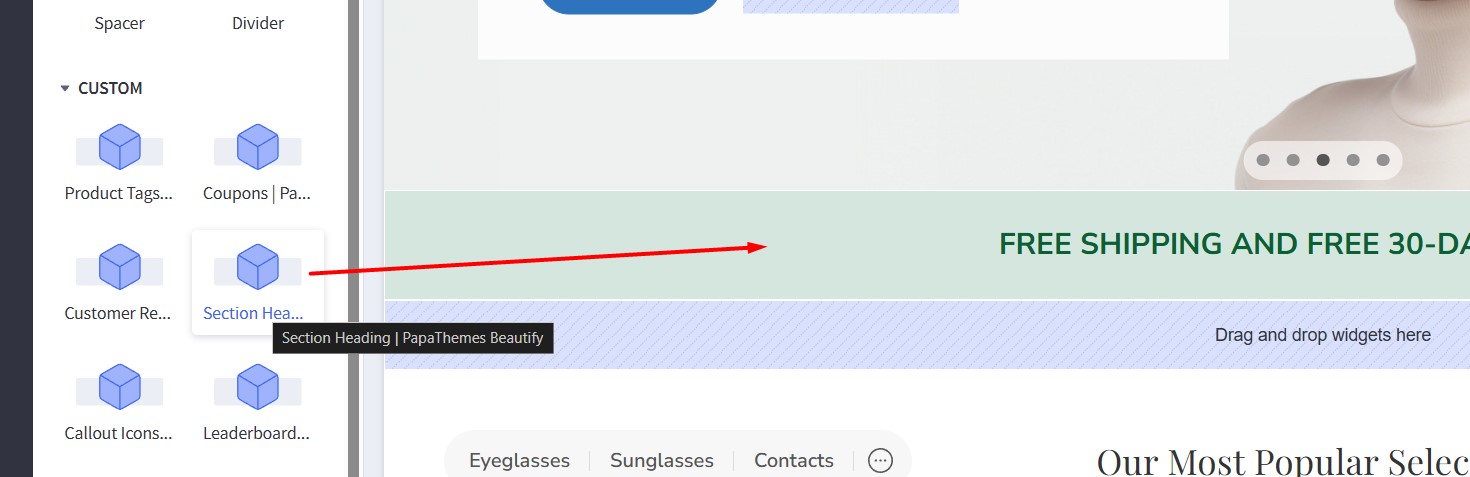 Spacer
Divider
CUSTOM
Product Tags...
Coupons | Pa...
Customer Re...
Section Hea...
Section Heading | PapaThemes Beautify
Callout Icons...
Leaderboard...
FREE SHIPPING AND FREE 30-DA
Drag and drop widgets here
Eyeglasses
Sunglasses
Contacts
Our Most Popular Selec